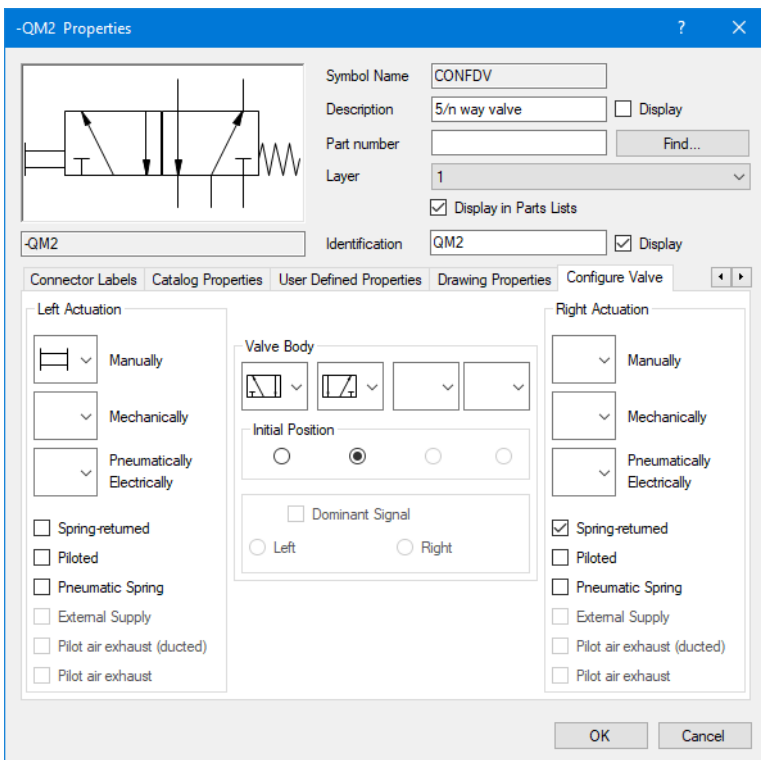 -QM2 Properties
Symbol Name CONFDV
Description 5/n way valve Display
Part number Find...
Layer 1
Display in Parts Lists
-QM2 Identification QM2 Display
Connector Labels Catalog Properties User Defined Properties Drawing Properties Configure Valve
Left Actuation
Manually
Mechanically
Pneumatically
Electrically
Spring-returned
Piloted
Pneumatic Spring
External Supply
Pilot air exhaust (ducted)
Pilot air exhaust
Valve Body
Initial Position
Dominant Signal
Left Right
Right Actuation
Manually
Mechanically
Pneumatically
Electrically
Spring-returned
Piloted
Pneumatic Spring
External Supply
Pilot air exhaust (ducted)
Pilot air exhaust
OK Cancel